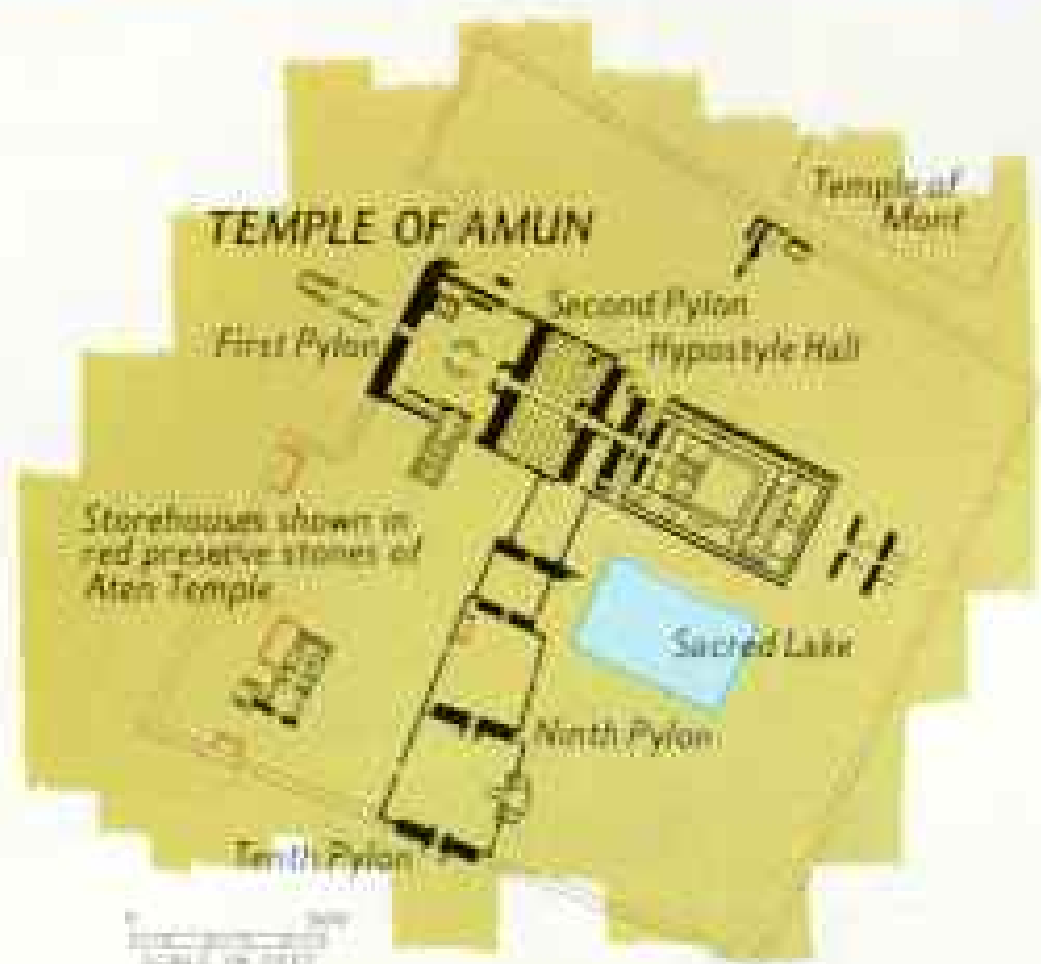 Temple of
Mont
TEMPLE OF AMUN
Second Pylon
First Pylon
Hypostyle Hall
Storehouses shown in
red preserve stones of
Aten Temple
Sacred Lake
Ninth Pylon
Tenth Pylon
0